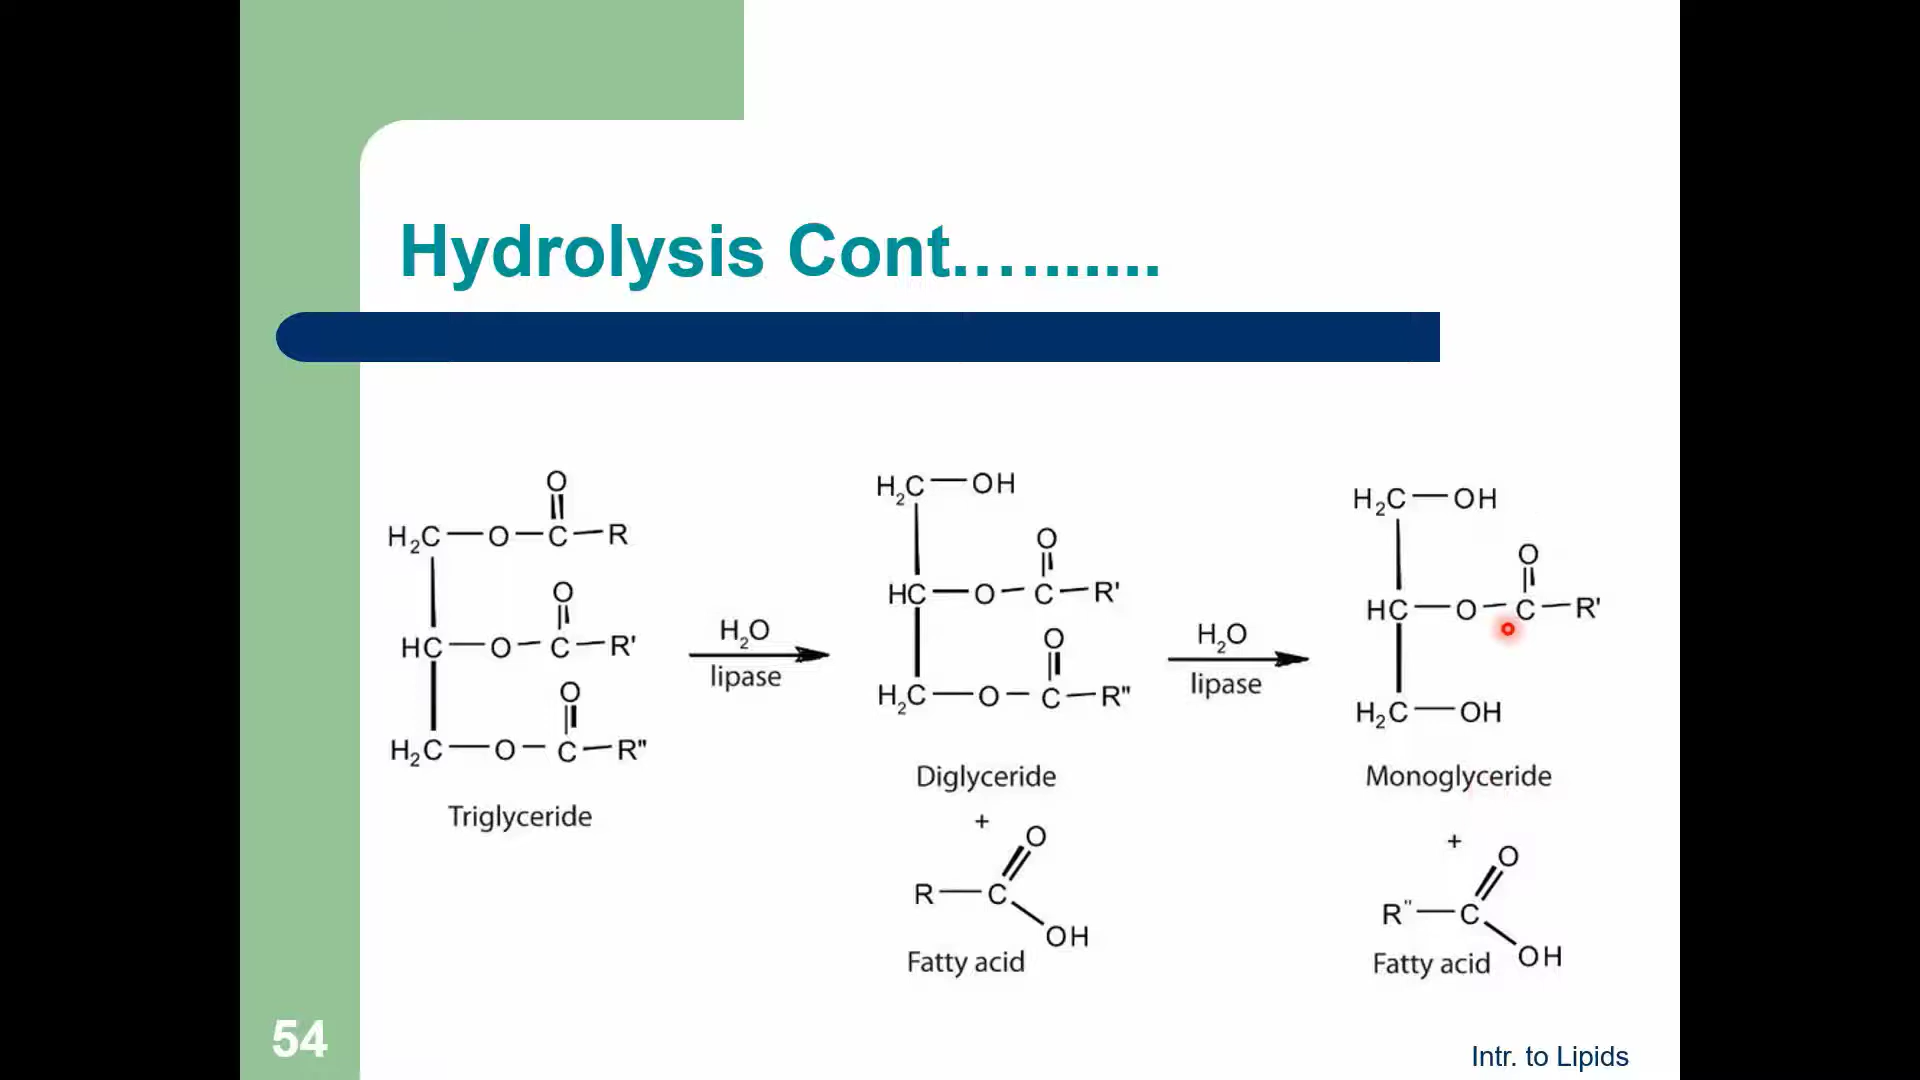 Hydrolysis Cont...........
O
H2C—O—C—R
O
HC—O—C—R'
O
H2C—O—C—R"
Triglyceride
H2O
lipase
H2C—OH
O
HC—O—C—R'
O
H2C—O—C—R"
Diglyceride
+
O
R—C
OH
Fatty acid
H2O
lipase
H2C—OH
O
HC—O—C—R'
H2C—OH
Monoglyceride
+
O
R"—C
OH
Fatty acid
54
Intr. to Lipids